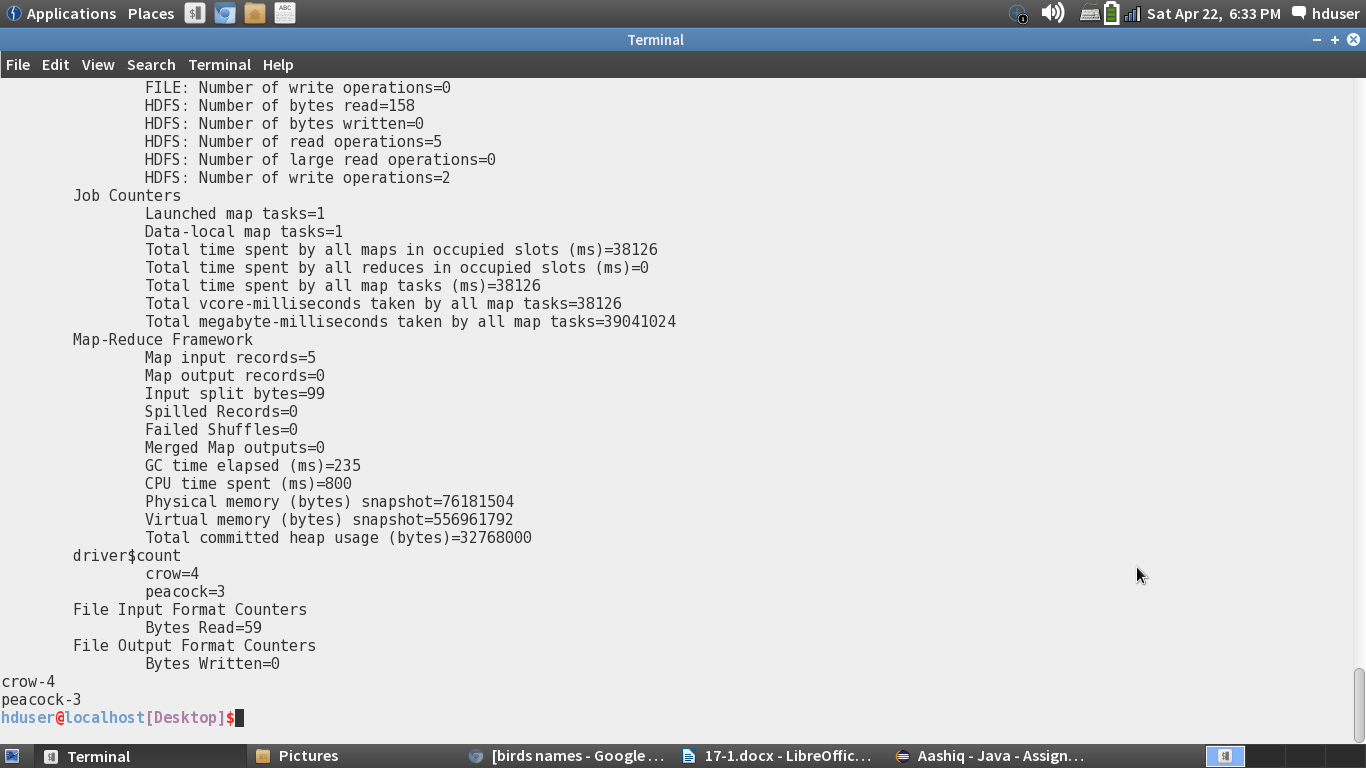 Applications Places Sat Apr 22, 6:33 PM hduser
Terminal
File Edit View Search Terminal Help
FILE: Number of write operations=0
HDFS: Number of bytes read=158
HDFS: Number of bytes written=0
HDFS: Number of read operations=5
HDFS: Number of large read operations=0
HDFS: Number of write operations=2
Job Counters
Launched map tasks=1
Data-local map tasks=1
Total time spent by all maps in occupied slots (ms)=38126
Total time spent by all reduces in occupied slots (ms)=0
Total time spent by all map tasks (ms)=38126
Total vcore-milliseconds taken by all map tasks=38126
Total megabyte-milliseconds taken by all map tasks=39041024
Map-Reduce Framework
Map input records=5
Map output records=0
Input split bytes=99
Spilled Records=0
Failed Shuffles=0
Merged Map outputs=0
GC time elapsed (ms)=235
CPU time spent (ms)=800
Physical memory (bytes) snapshot=76181504
Virtual memory (bytes) snapshot=556961792
Total committed heap usage (bytes)=32768000
driver$count
crow=4
peacock=3
File Input Format Counters
Bytes Read=59
File Output Format Counters
Bytes Written=0
crow-4
peacock-3
hduser@localhost[Desktop]$
Terminal Pictures [birds names - Google ... 17-1.docx - LibreOffic... Aashiq - Java - Assign...